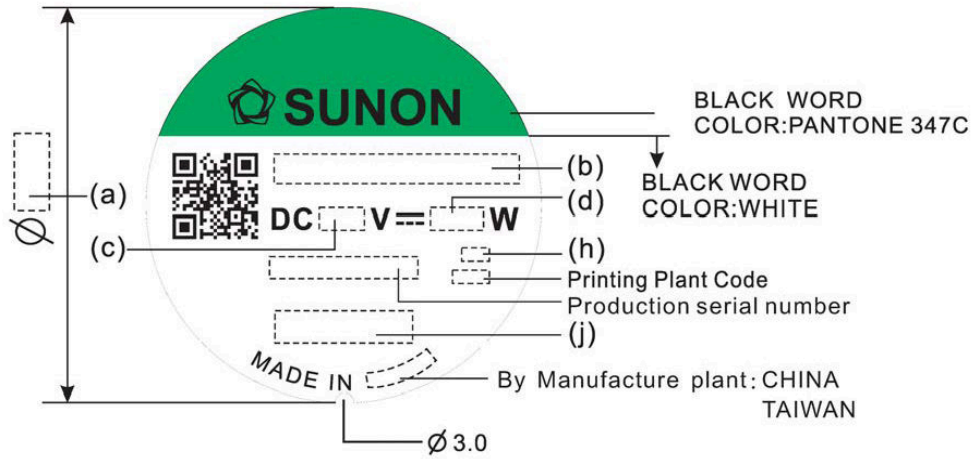 SUNON
BLACK WORD
COLOR:PANTONE 347C
BLACK WORD
COLOR:WHITE
(a)
Ø
(b)
DC V⎓ W
(d)
(c)
(h)
Printing Plant Code
Production serial number
(j)
MADE IN
By Manufacture plant: CHINA
TAIWAN
Ø 3.0